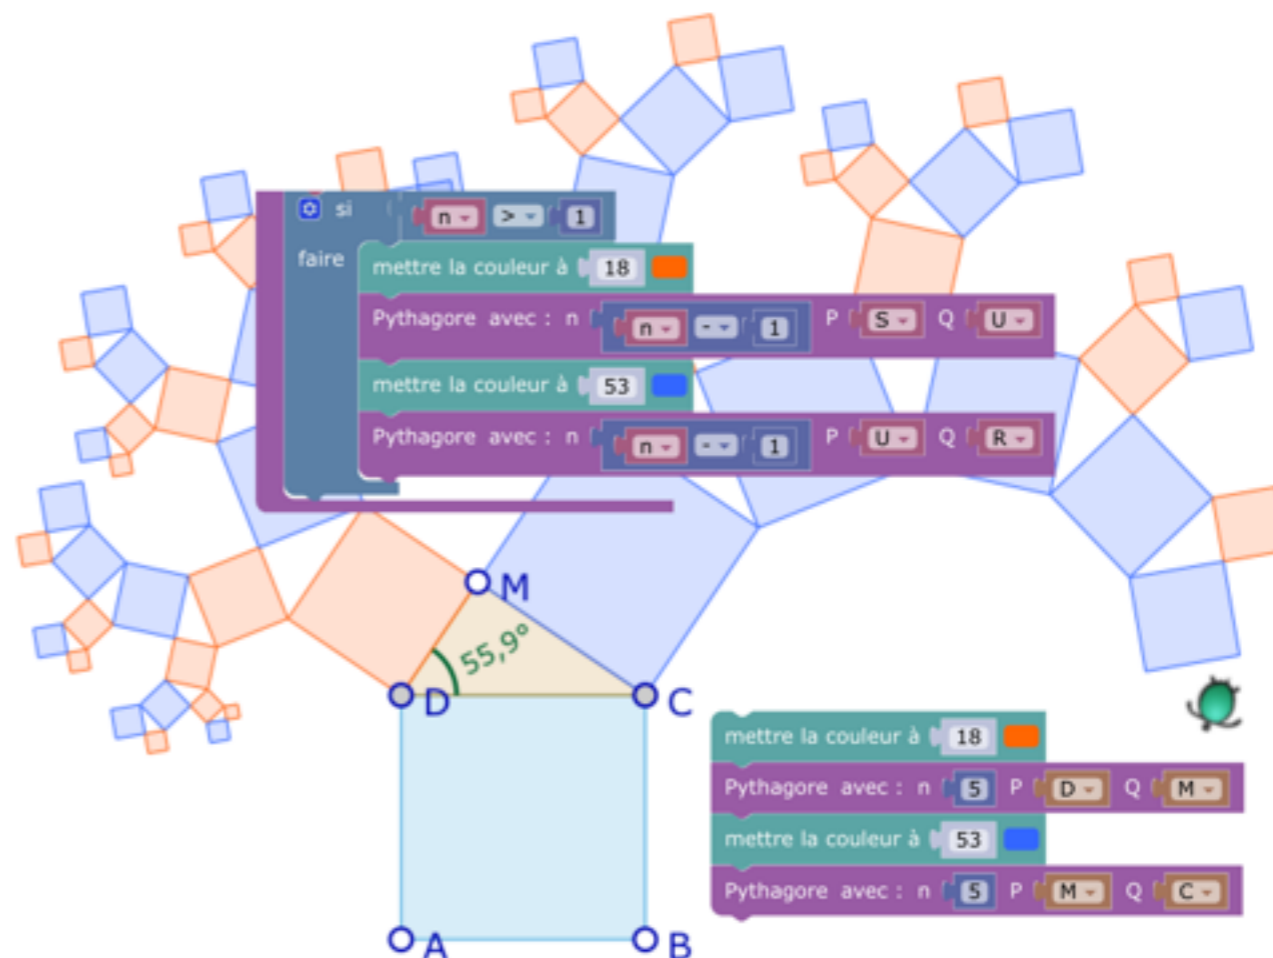 si n > 1
faire
mettre la couleur à 18
Pythagore avec : n n - 1 P S Q U
mettre la couleur à 53
Pythagore avec : n n - 1 P U Q R
M
55,9°
D C
mettre la couleur à 18
Pythagore avec : n 5 P D Q M
mettre la couleur à 53
Pythagore avec : n 5 P M Q C
A B